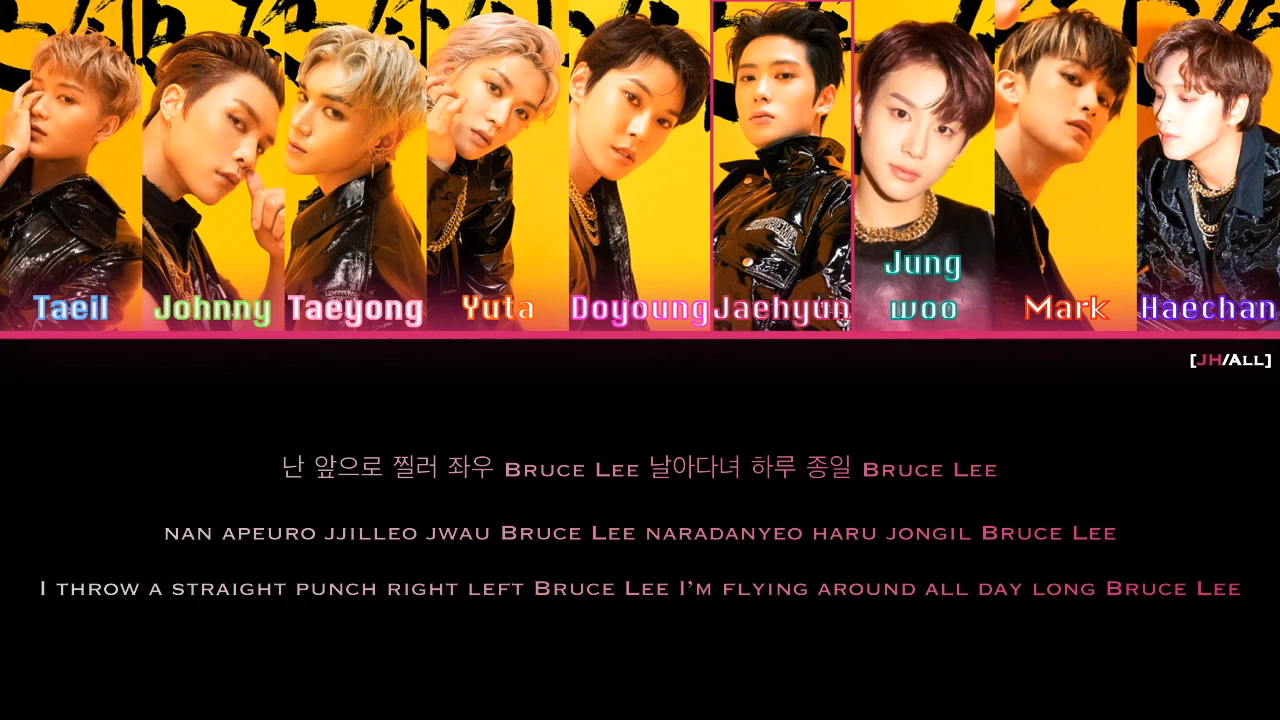 Taeil
Johnny
Taeyong
Yuta
Doyoung
Jaehyun
Jung
woo
Mark
Haechan
[JH/All]
난 앞으로 찔러 좌우 Bruce Lee 날아다녀 하루 종일 Bruce Lee
nan apeuro jjilleo jwau Bruce Lee naradanyeo haru jongil Bruce Lee
I throw a straight punch right left Bruce Lee I'm flying around all day long Bruce Lee